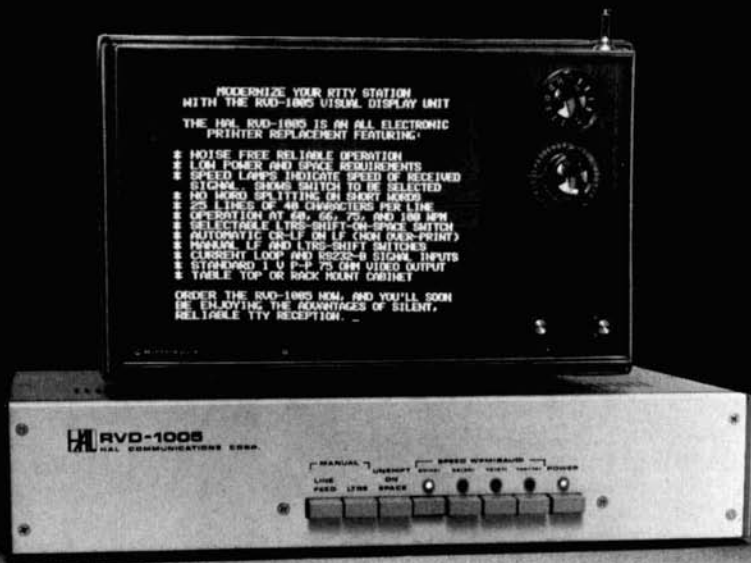 MODERNIZE YOUR RTTY STATION
WITH THE RVD-1005 VISUAL DISPLAY UNIT
THE HAL RVD-1005 IS AN ALL ELECTRONIC
PRINTER REPLACEMENT FEATURING:
* NOISE FREE RELIABLE OPERATION
* LOW POWER AND SPACE REQUIREMENTS
* SPEED LAMPS INDICATE SPEED OF RECEIVED
SIGNAL. SHOWS SWITCH TO BE SELECTED
* NO WORD SPLITTING ON SHORT WORDS
* 25 LINES OF 40 CHARACTERS PER LINE
* OPERATION AT 60, 66, 75, AND 100 WPM
* SELECTABLE LTRS-SHIFT-ON-SPACE SWITCH
* AUTOMATIC CR-LF ON LF (NON OVER-PRINT)
* MANUAL LF AND LTRS-SHIFT SWITCHES
* CURRENT LOOP AND RS232-B SIGNAL INPUTS
* STANDARD 1 V P-P 75 OHM VIDEO OUTPUT
* TABLE TOP OR RACK MOUNT CABINET
ORDER THE RVD-1005 NOW, AND YOU'LL SOON
BE ENJOYING THE ADVANTAGES OF SILENT,
RELIABLE TTY RECEPTION. _
HAL RVD-1005
HAL COMMUNICATIONS CORP.
MANUAL
LINE FEED
LTRS
UNSHIFT ON SPACE
SPEED WPM(BAUD)
POWER